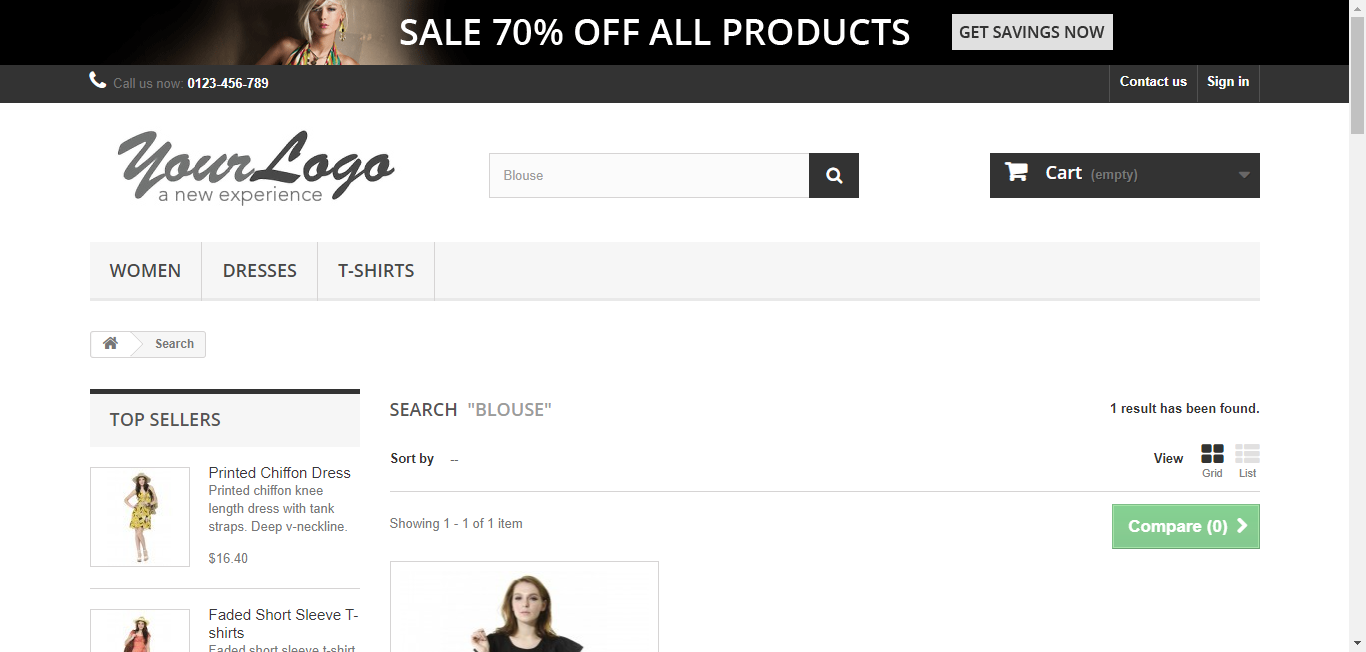 SALE 70% OFF ALL PRODUCTS
GET SAVINGS NOW
Call us now: 0123-456-789
Contact us
Sign in
YourLogo
a new experience
Blouse
Cart (empty)
WOMEN
DRESSES
T-SHIRTS
Search
TOP SELLERS
Printed Chiffon Dress
Printed chiffon knee
length dress with tank
straps. Deep v-neckline.
$16.40
Faded Short Sleeve T-
shirts
Faded short sleeve t-shirt
SEARCH "BLOUSE"
1 result has been found.
Sort by --
View
Grid
List
Showing 1 - 1 of 1 item
Compare (0)